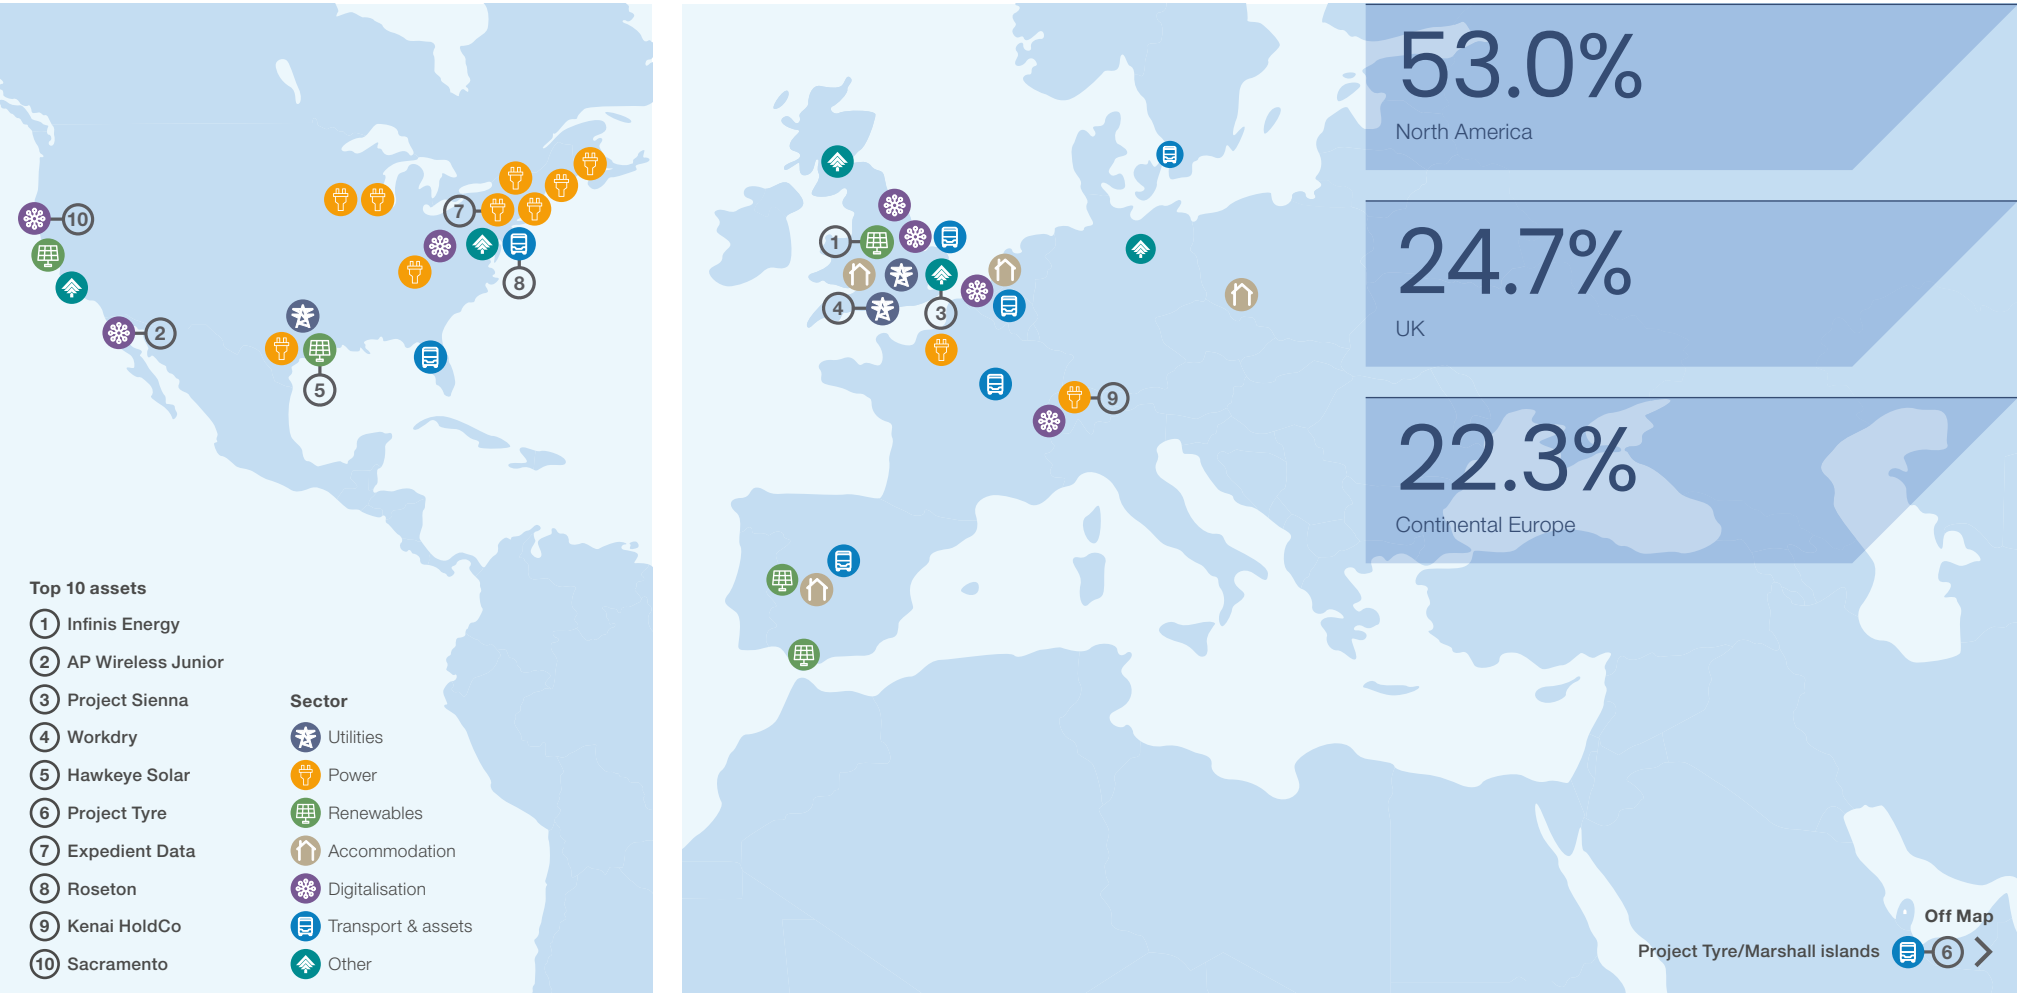 53.0%
North America
24.7%
UK
22.3%
Continental Europe
10
7
8
2
5
1
4
3
9
Top 10 assets
1 Infinis Energy
2 AP Wireless Junior
3 Project Sienna
4 Workdry
5 Hawkeye Solar
6 Project Tyre
7 Expedient Data
8 Roseton
9 Kenai HoldCo
10 Sacramento
Sector
Utilities
Power
Renewables
Accommodation
Digitalisation
Transport & assets
Other
Off Map
Project Tyre/Marshall islands 6